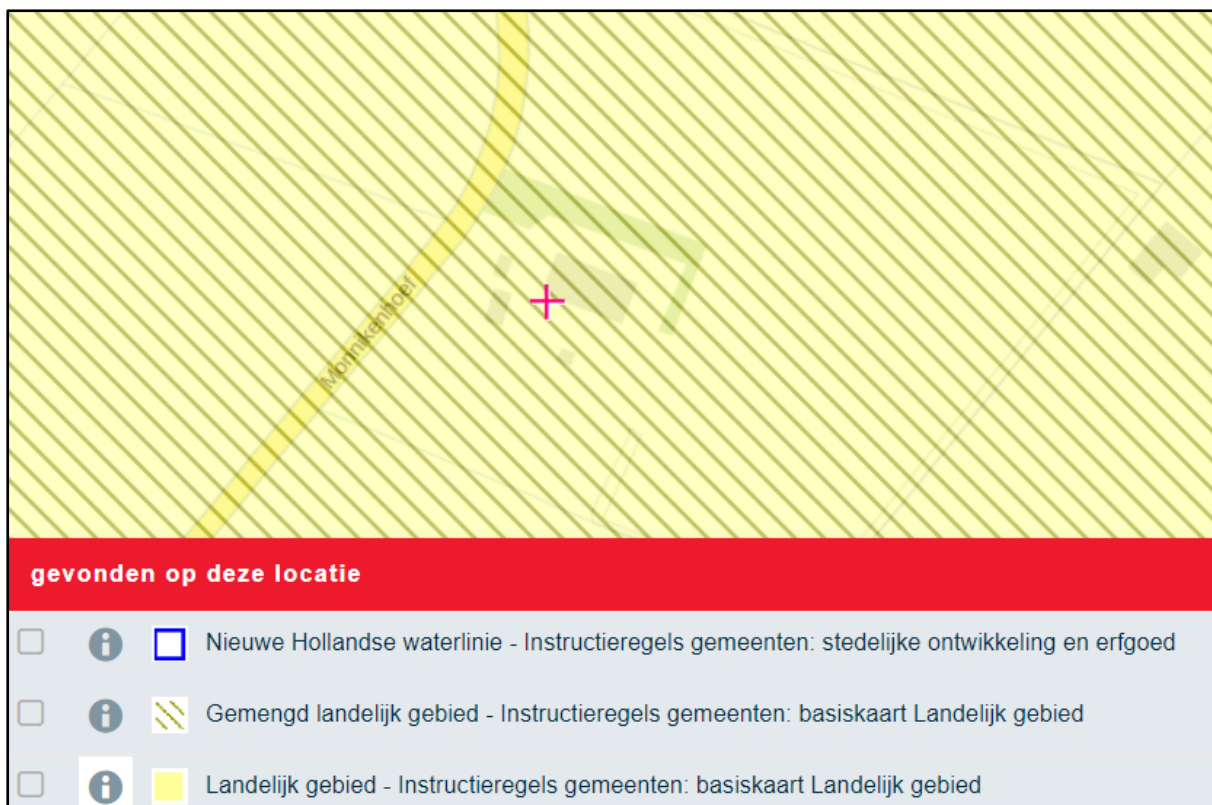 Monnikenhoef
gevonden op deze locatie
Nieuwe Hollandse waterlinie - Instructieregels gemeenten: stedelijke ontwikkeling en erfgoed
Gemengd landelijk gebied - Instructieregels gemeenten: basiskaart Landelijk gebied
Landelijk gebied - Instructieregels gemeenten: basiskaart Landelijk gebied